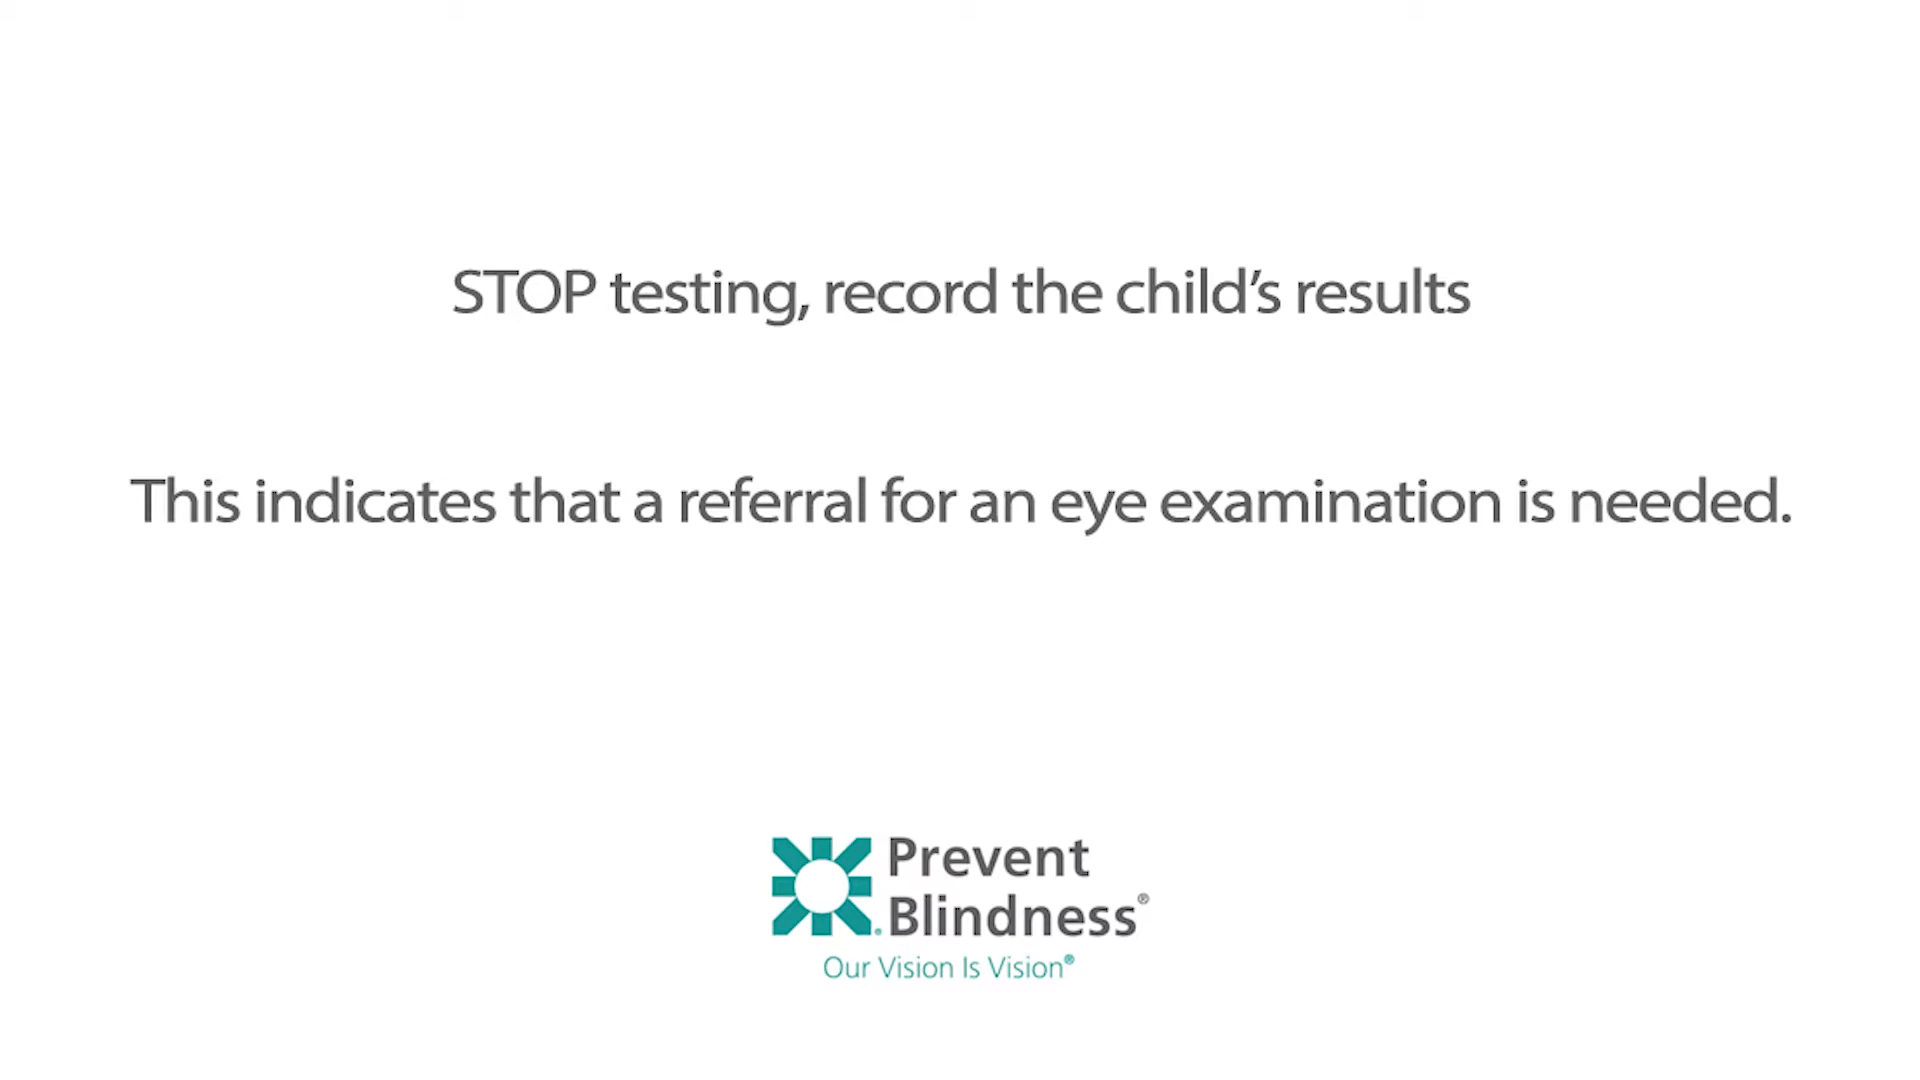 STOP testing, record the child’s results
This indicates that a referral for an eye examination is needed.
Prevent
Blindness®
Our Vision Is Vision®